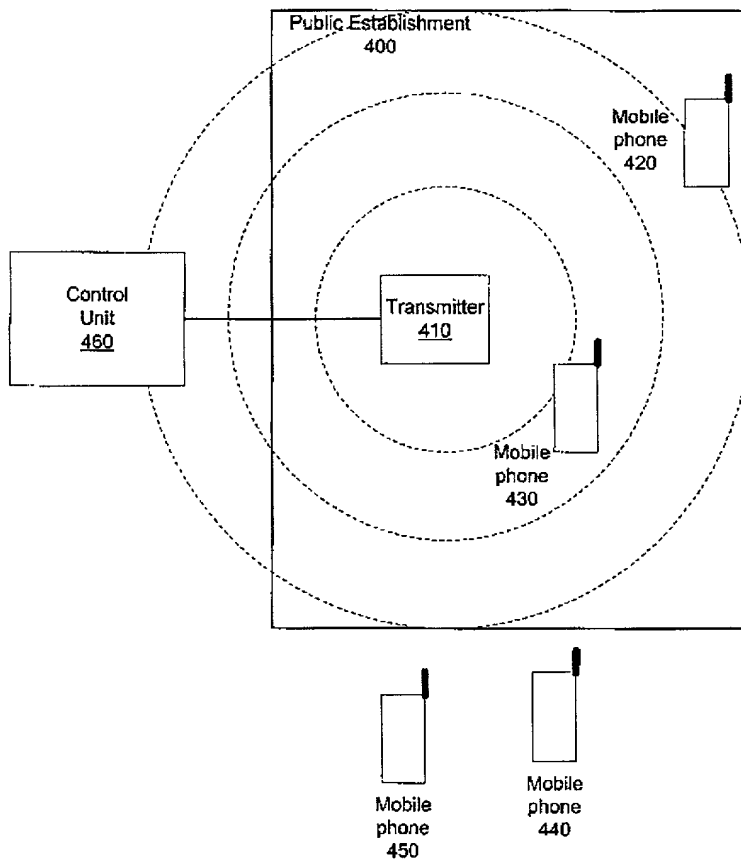 Public Establishment
400
Mobile
phone
420
Control
Unit
460
Transmitter
410
Mobile
phone
430
Mobile
phone
440
Mobile
phone
450